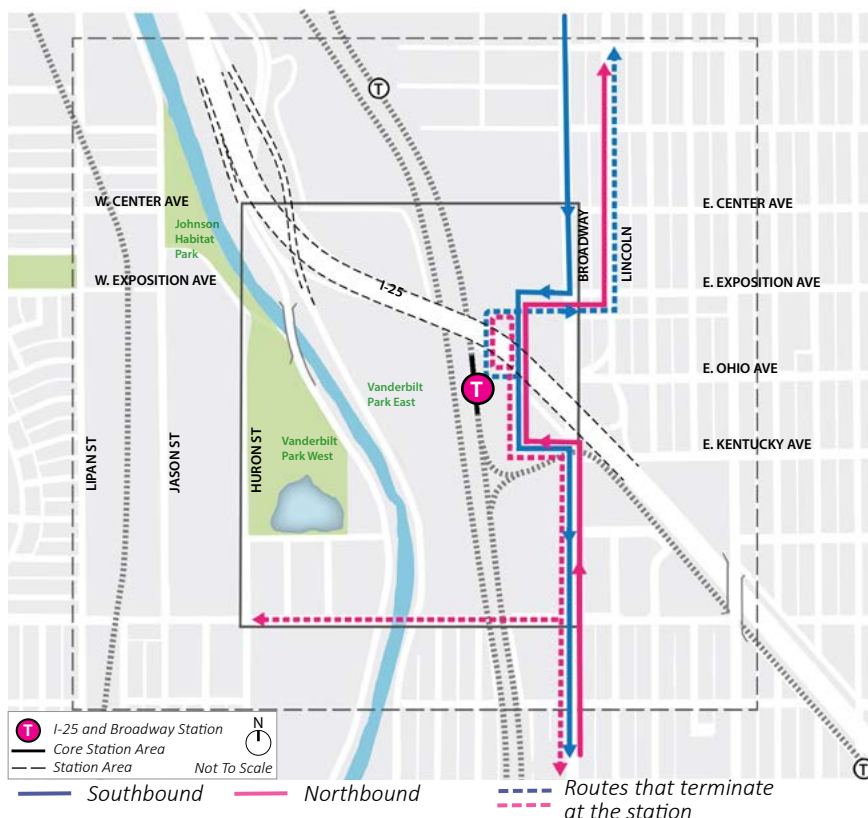 T
W. CENTER AVE
E. CENTER AVE
Johnson
Habitat
Park
BROADWAY
LINCOLN
W. EXPOSITION AVE
E. EXPOSITION AVE
I-25
E. OHIO AVE
T
Vanderbilt
Park East
LIPAN ST
JASON ST
HURON ST
Vanderbilt
Park West
E. KENTUCKY AVE
T I-25 and Broadway Station
Core Station Area
Station Area
N
Not To Scale
T
Southbound
Northbound
Routes that terminate
at the station